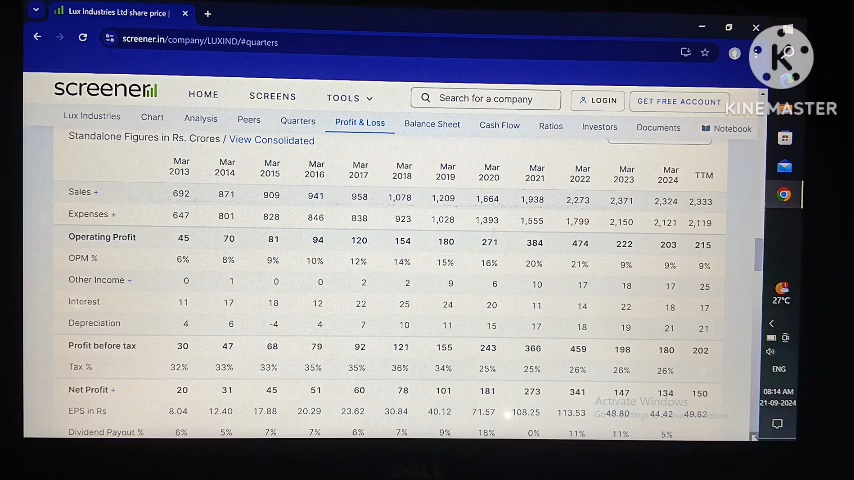 Lux Industries Ltd share price |
screener.in/company/LUXIND/#quarters
KINEMASTER
screener
HOME SCREENS TOOLS Search for a company LOGIN GET FREE ACCOUNT
Lux Industries Chart Analysis Peers Quarters Profit & Loss Balance Sheet Cash Flow Ratios Investors Documents Notebook
Standalone Figures in Rs. Crores / View Consolidated
Mar 2013 Mar 2014 Mar 2015 Mar 2016 Mar 2017 Mar 2018 Mar 2019 Mar 2020 Mar 2021 Mar 2022 Mar 2023 Mar 2024 TTM
Sales + 692 871 909 941 958 1,078 1,209 1,664 1,938 2,273 2,371 2,324 2,333
Expenses + 647 801 828 846 838 923 1,028 1,393 1,555 1,799 2,150 2,121 2,119
Operating Profit 45 70 81 94 120 154 180 271 384 474 222 203 215
OPM % 6% 8% 9% 10% 12% 14% 15% 16% 20% 21% 9% 9% 9%
Other Income + 0 1 0 0 2 2 9 6 10 17 18 17 25
Interest 11 17 18 12 22 25 24 20 11 14 22 18 17
Depreciation 4 6 -4 4 7 10 11 15 17 18 19 21 21
Profit before tax 30 47 68 79 92 121 155 243 366 459 198 180 202
Tax % 32% 33% 33% 35% 35% 36% 34% 25% 25% 26% 26% 26%
Net Profit + 20 31 45 51 60 78 101 181 273 341 147 134 150
EPS in Rs 8.04 12.40 17.88 20.29 23.62 30.84 40.12 71.57 108.25 113.53 48.80 44.42 49.82
Dividend Payout % 6% 5% 7% 7% 6% 7% 9% 18% 0% 11% 11% 5%
Activate Windows
27°C
ENG
08:14 AM
21-09-2024